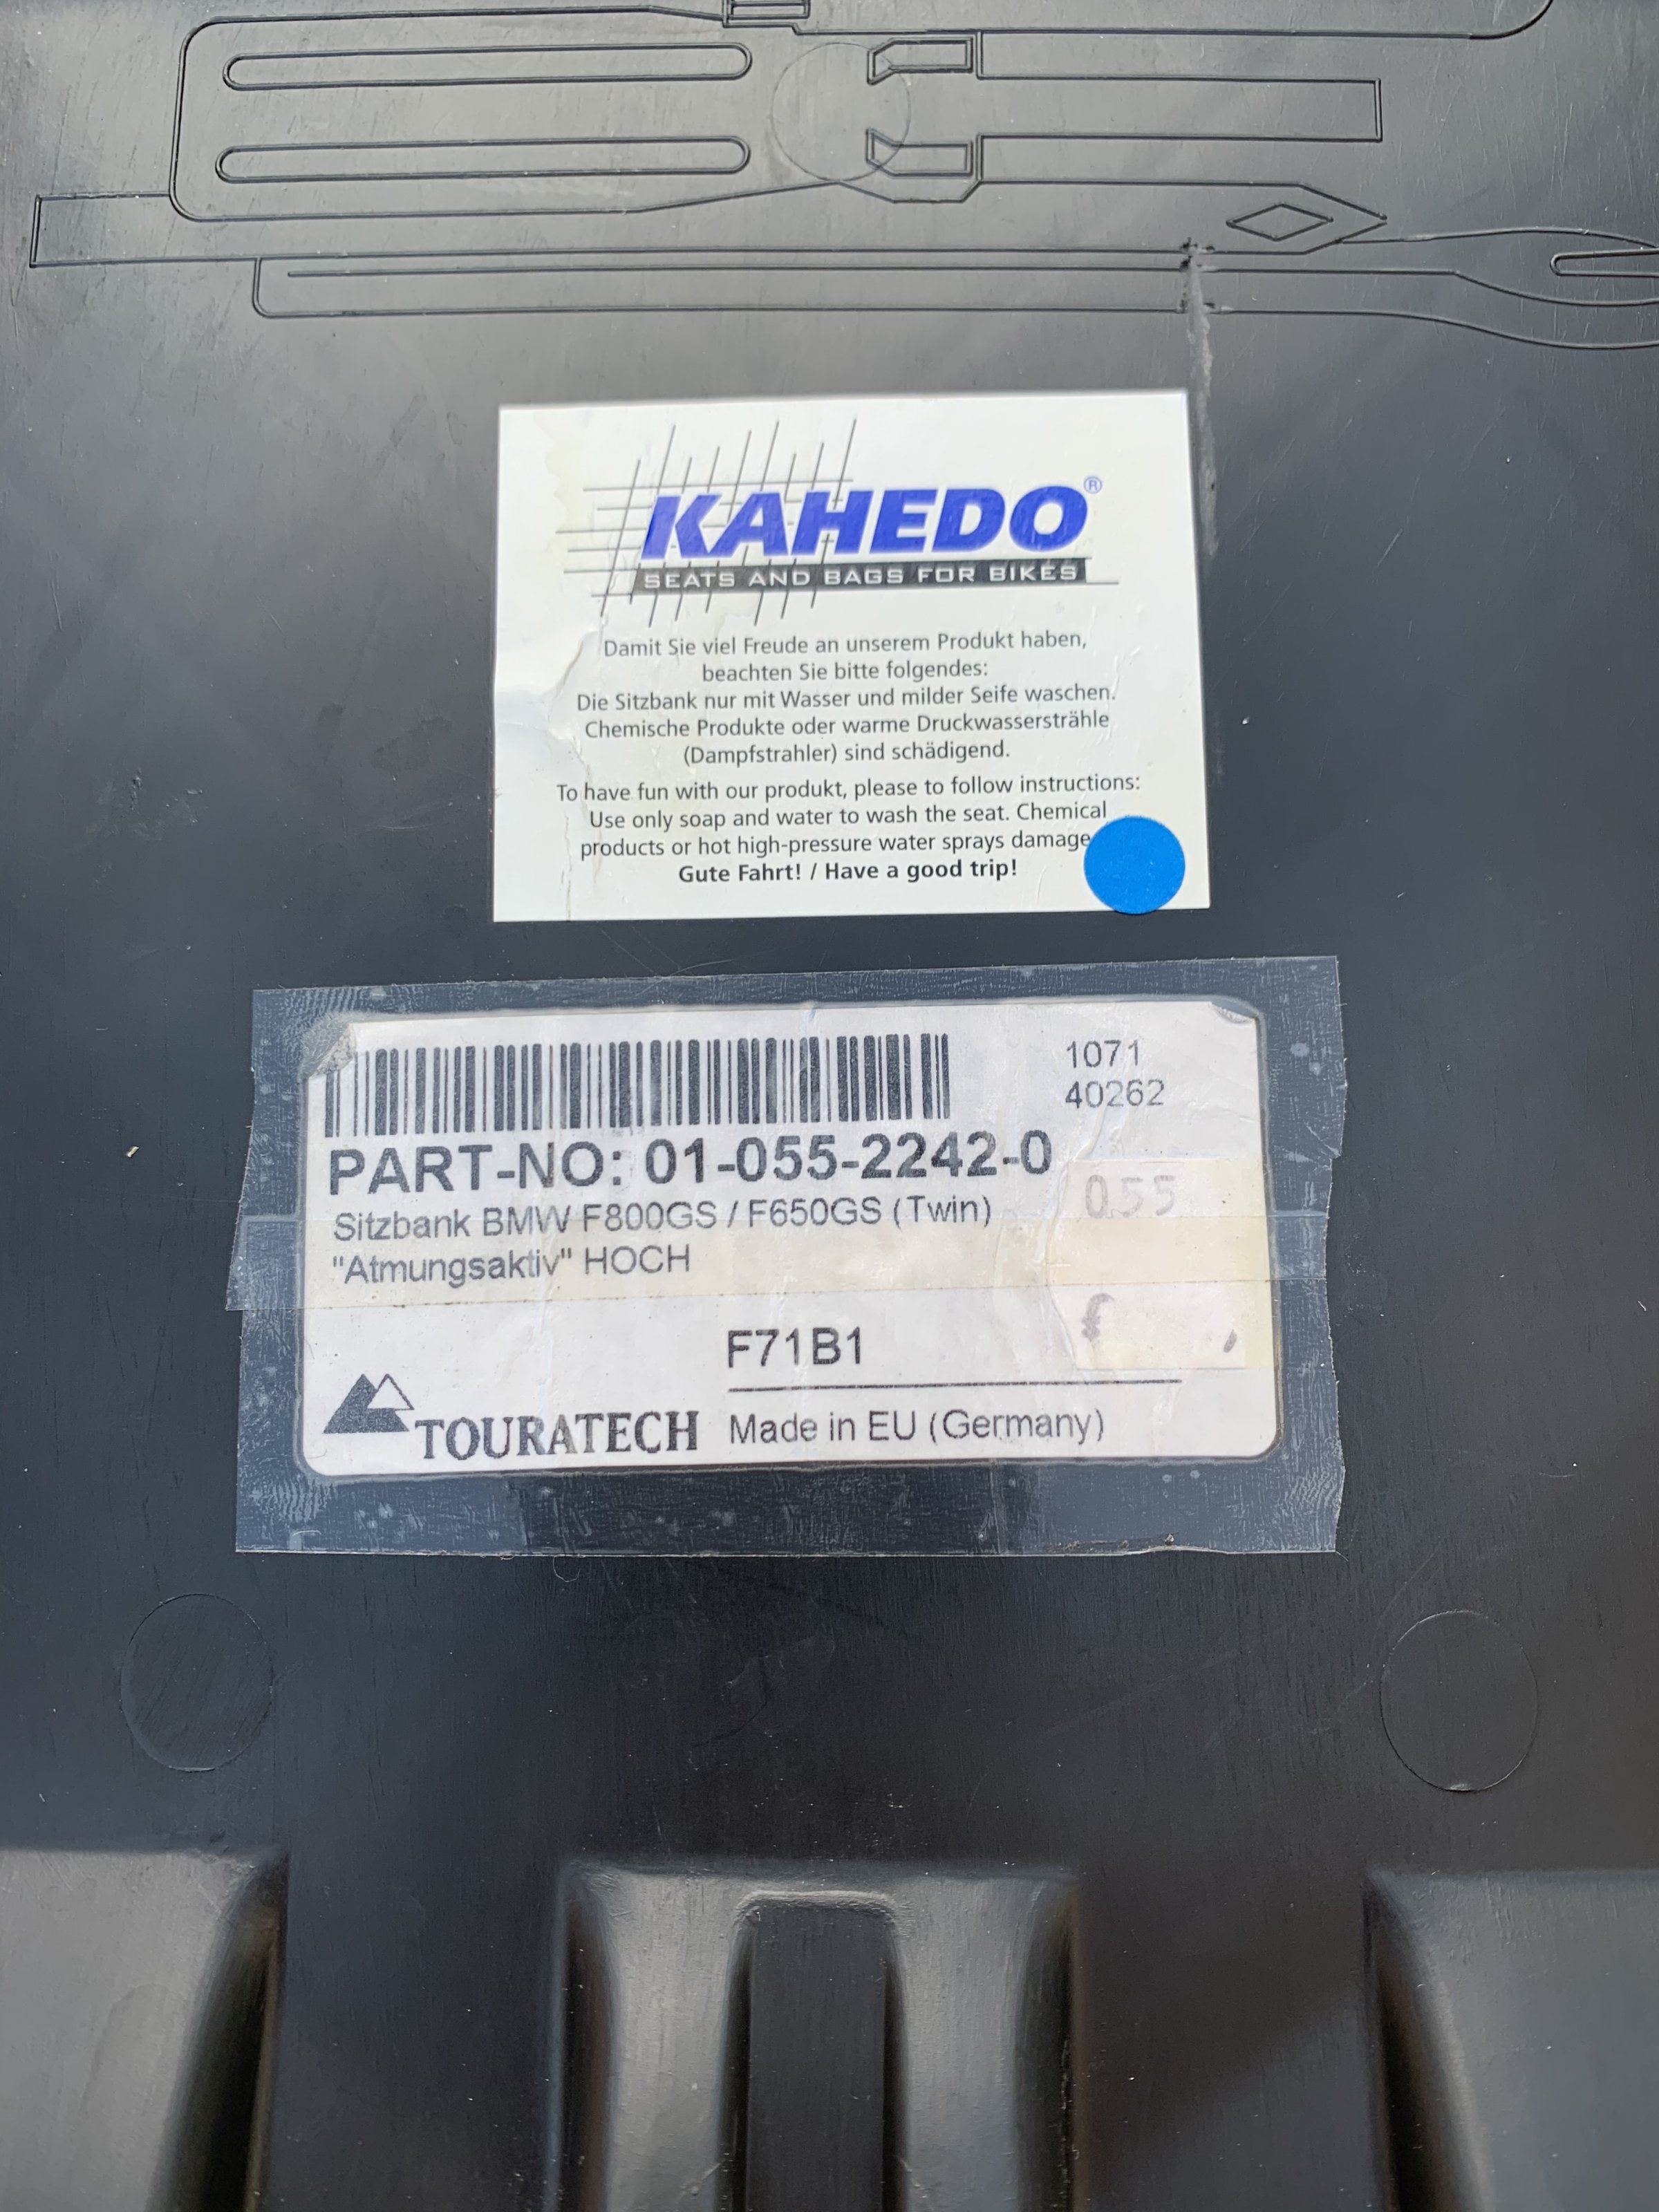 KAHEDO®
SEATS AND BAGS FOR BIKES
Damit Sie viel Freude an unserem Produkt haben,
beachten Sie bitte folgendes:
Die Sitzbank nur mit Wasser und milder Seife waschen.
Chemische Produkte oder warme Druckwassersträhle
(Dampfstrahler) sind schädigend.
To have fun with our produkt, please to follow instructions:
Use only soap and water to wash the seat. Chemical
products or hot high-pressure water sprays damage
Gute Fahrt! / Have a good trip!
1071
40262
PART-NO: 01-055-2242-0
055
Sitzbank BMW F800GS / F650GS (Twin)
"Atmungsaktiv" HOCH
F71B1
TOURATECH
Made in EU (Germany)